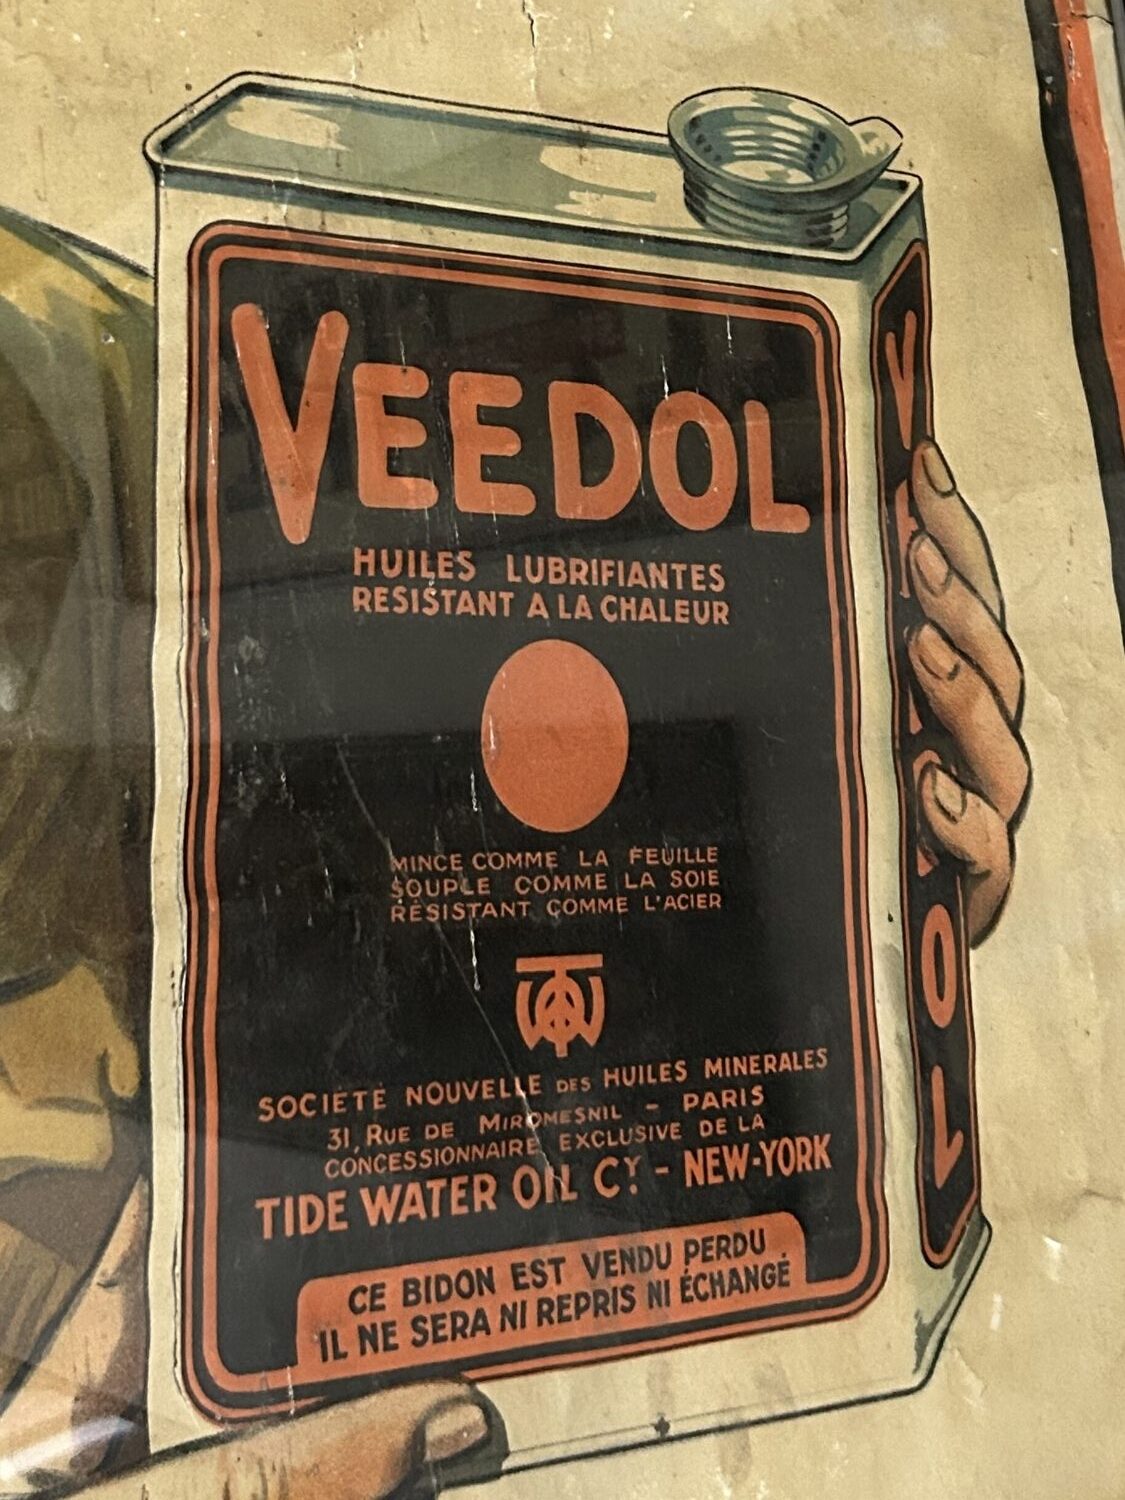 VEEDOL
HUILES LUBRIFIANTES
RESISTANT A LA CHALEUR
MINCE COMME LA FEUILLE
SOUPLE COMME LA SOIE
RÉSISTANT COMME L'ACIER
TWO
SOCIÉTÉ NOUVELLE DES HUILES MINERALES
31, RUE DE MIROMESNIL - PARIS
CONCESSIONNAIRE EXCLUSIVE DE LA
TIDE WATER OIL CY. - NEW-YORK
CE BIDON EST VENDU PERDU
IL NE SERA NI REPRIS NI ÉCHANGÉ
VEEDOL